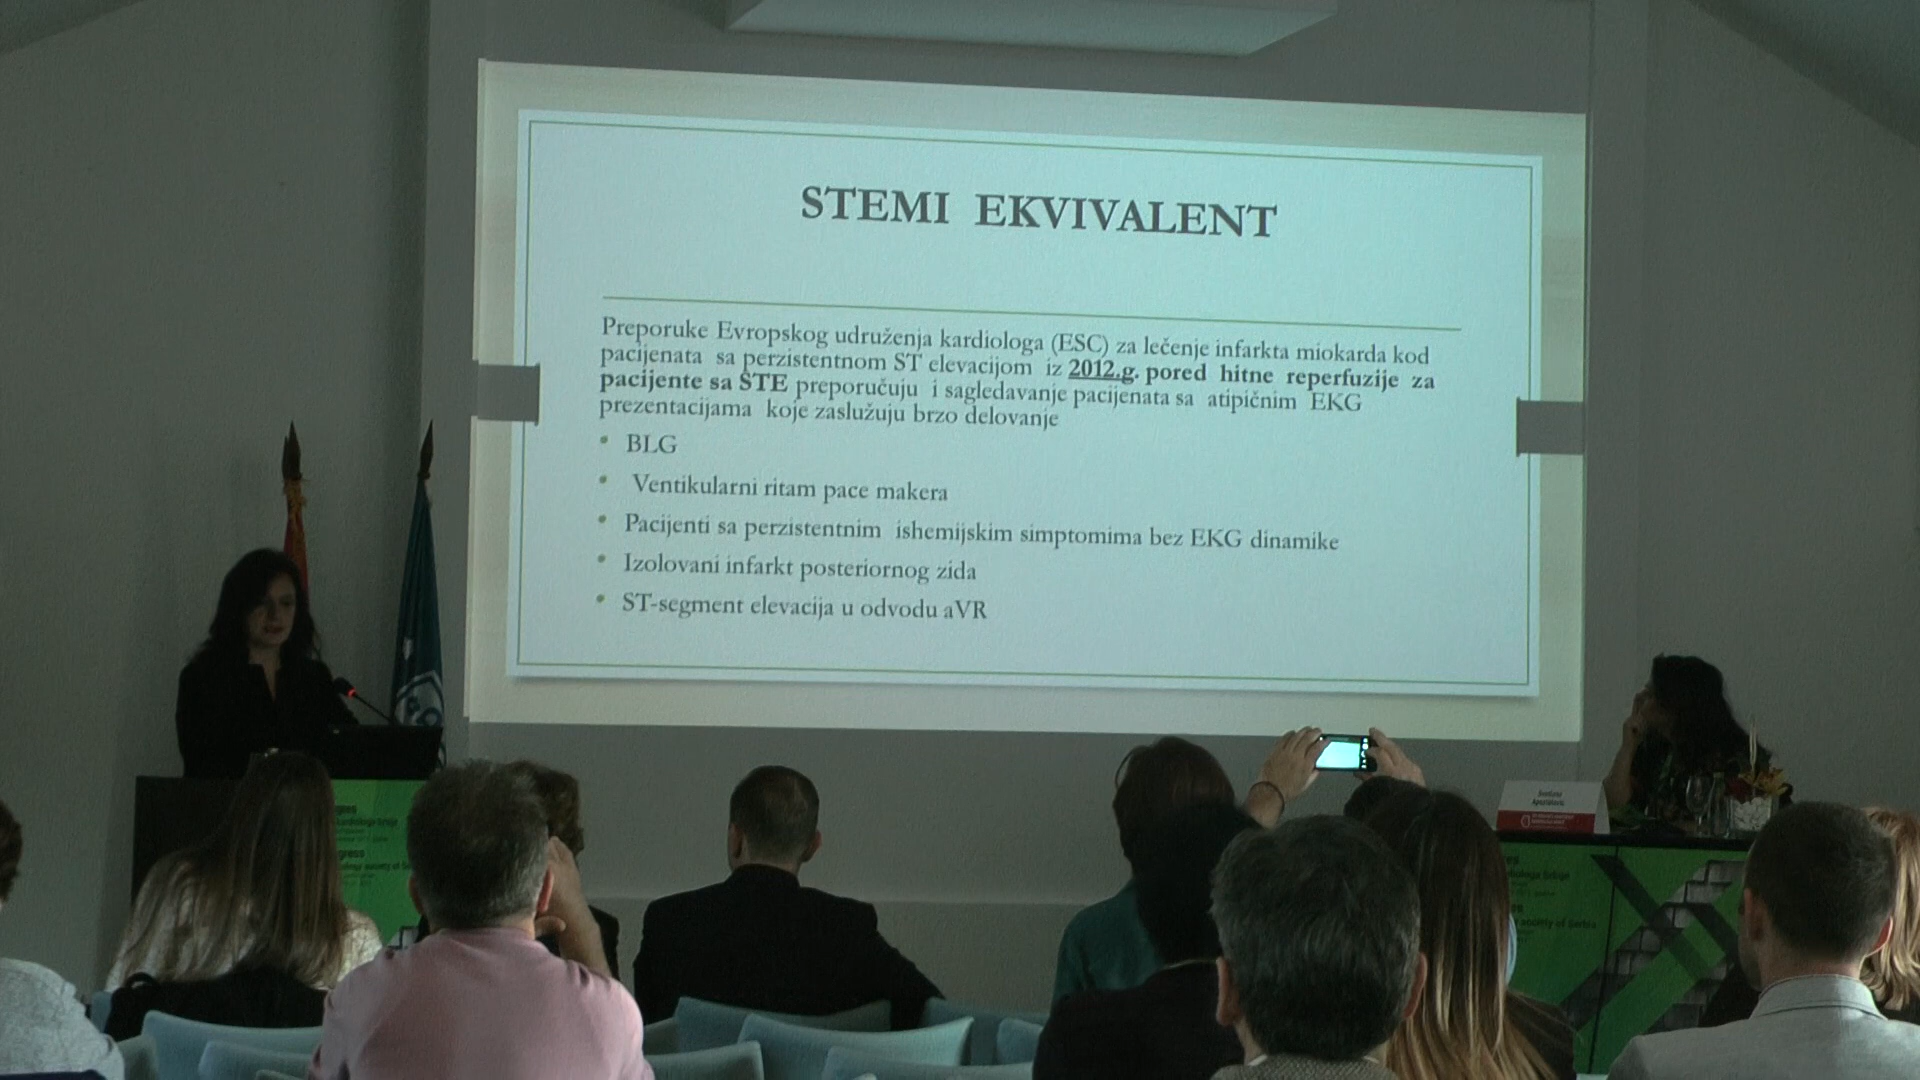 STEMI EKVIVALENT
Preporuke Evropskog udruženja kardiologa (ESC) za lečenje infarkta miokarda kod
pacijenata sa perzistentnom ST elevacijom iz 2012.g. pored hitne reperfuzije za
pacijente sa STE preporučuju i sagledavanje pacijenata sa atipičnim EKG
prezentacijama koje zaslužuju brzo delovanje
• BLG
• Ventikularni ritam pace makera
• Pacijenti sa perzistentnim ishemijskim simptomima bez EKG dinamike
• Izolovani infarkt posteriornog zida
• ST-segment elevacija u odvodu aVR